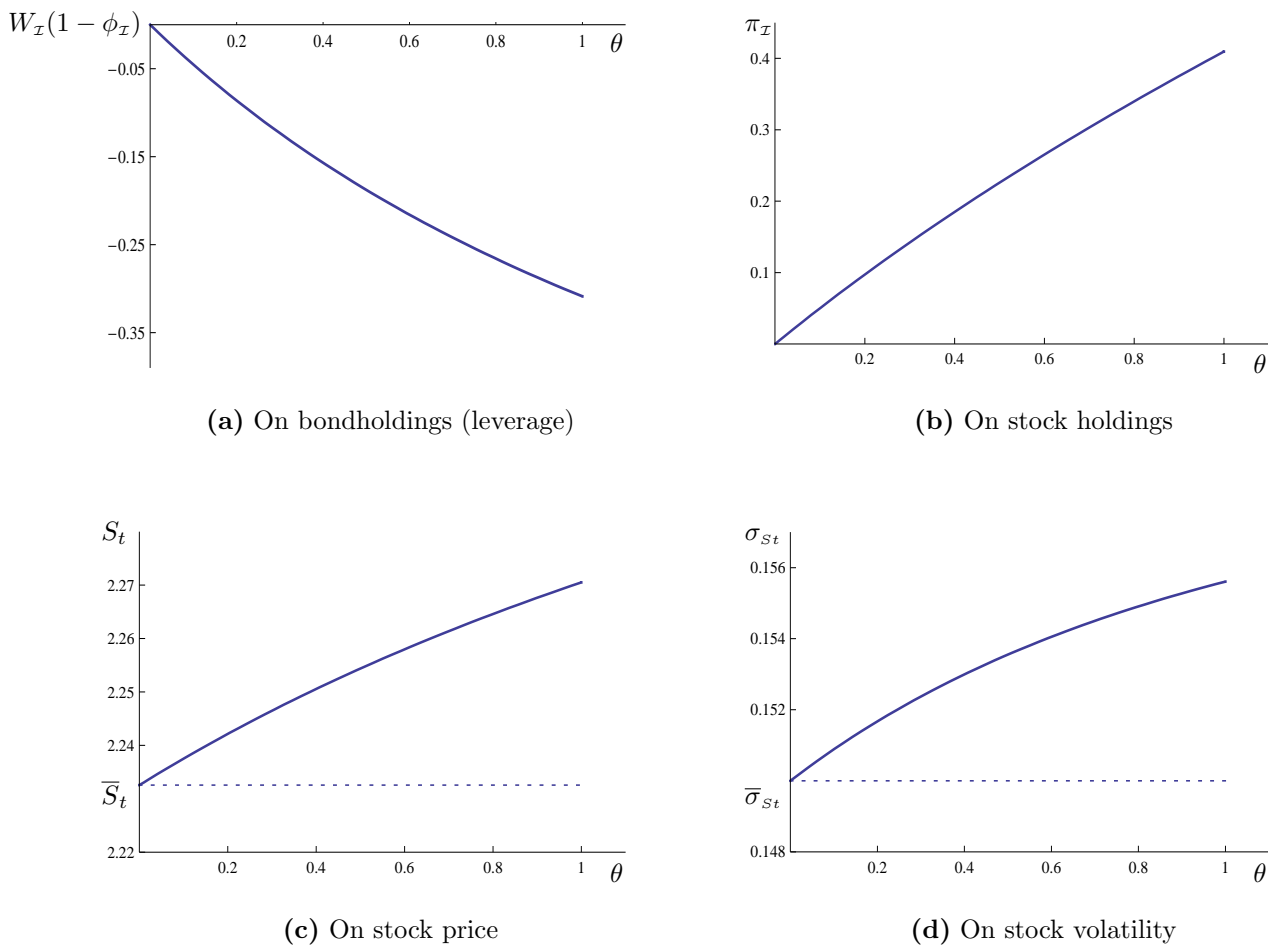 W_I(1 − ϕ_I)
0.2 0.4 0.6 0.8 1 θ
−0.05
−0.15
−0.25
−0.35
(a) On bondholdings (leverage)
π_I
0.4
0.3
0.2
0.1
0.2 0.4 0.6 0.8 1 θ
(b) On stock holdings
S_t
2.27
2.26
2.25
2.24
S̅_t
2.22
0.2 0.4 0.6 0.8 1 θ
(c) On stock price
σ_{St}
0.156
0.154
0.152
σ̅_{St}
0.148
0.2 0.4 0.6 0.8 1 θ
(d) On stock volatility